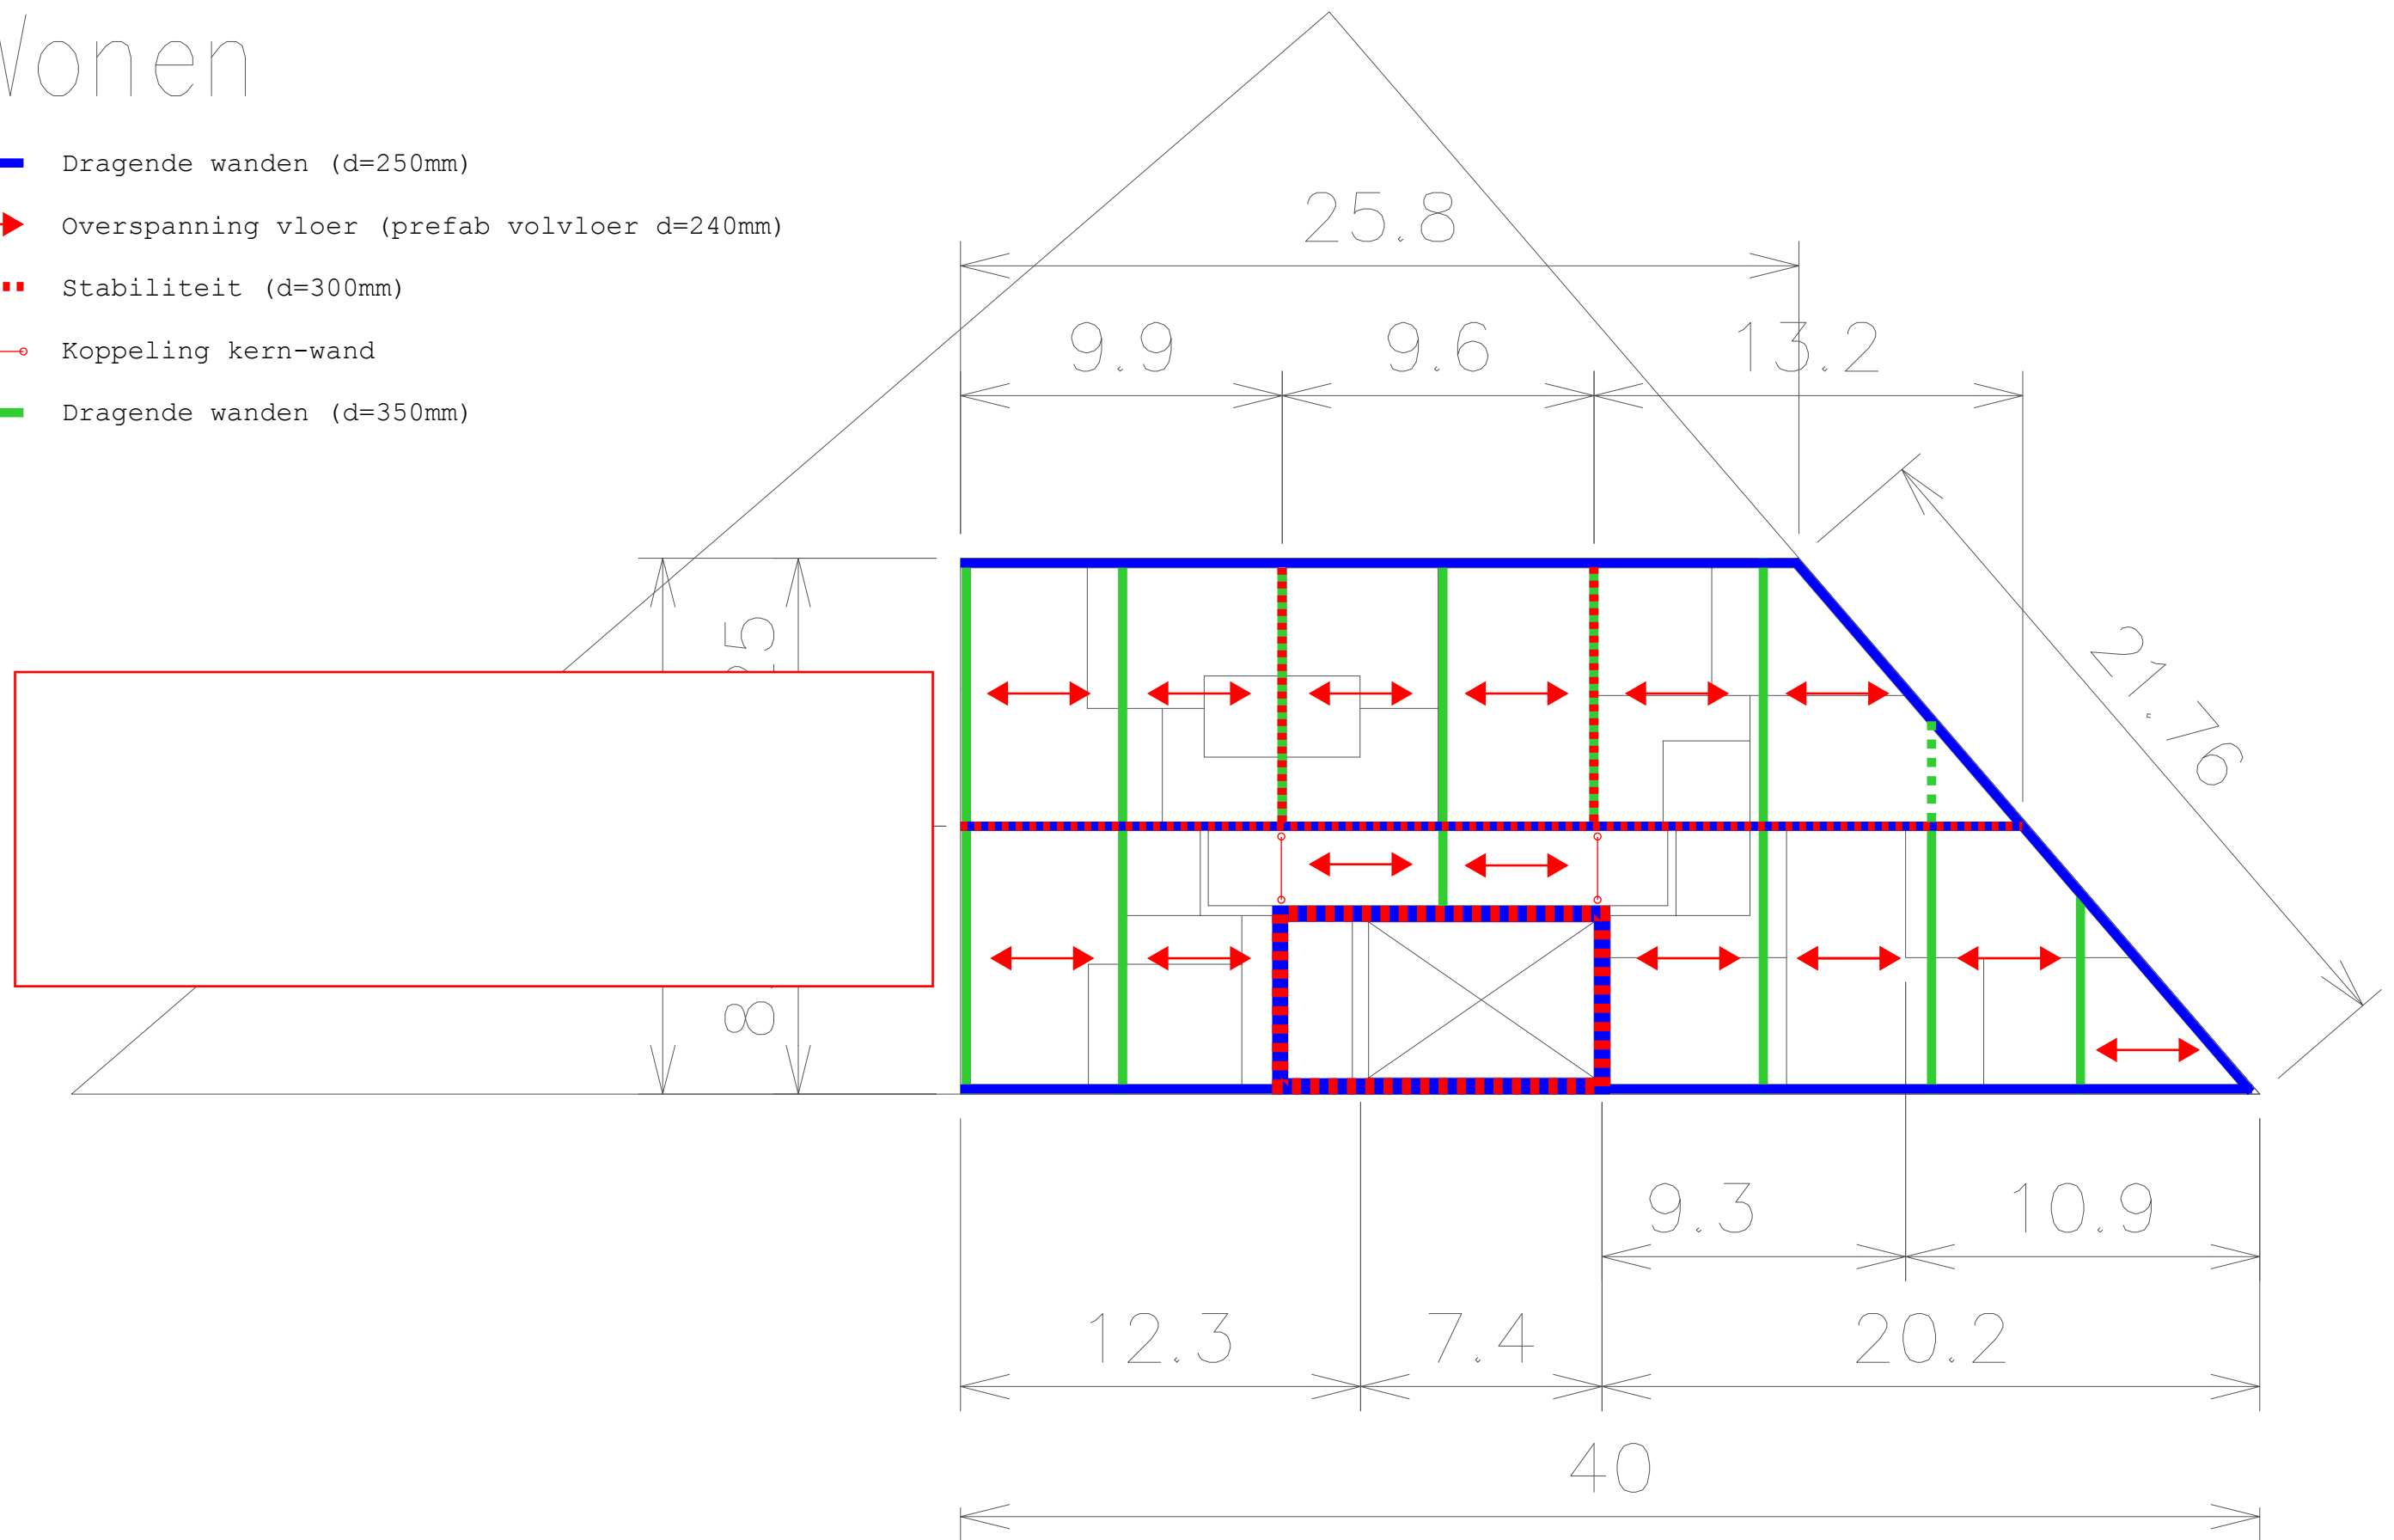 Wonen
Dragende wanden (d=250mm)
Overspanning vloer (prefab volvloer d=240mm)
Stabiliteit (d=300mm)
Koppeling kern-wand
Dragende wanden (d=350mm)
25.8
9.9 9.6 13.2
21.76
8
9.3 10.9
12.3 7.4 20.2
40